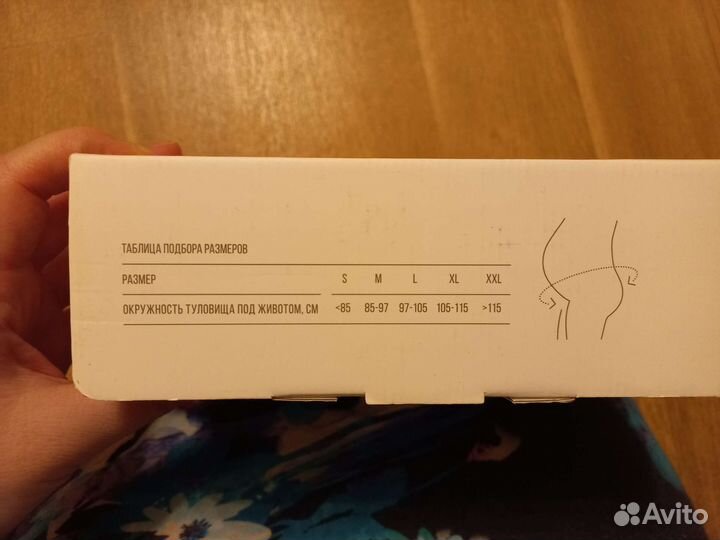 ТАБЛИЦА ПОДБОРА РАЗМЕРОВ
РАЗМЕР S M L XL XXL
ОКРУЖНОСТЬ ТУЛОВИЩА ПОД ЖИВОТОМ, СМ <85 85-97 97-105 105-115 >115
Avito